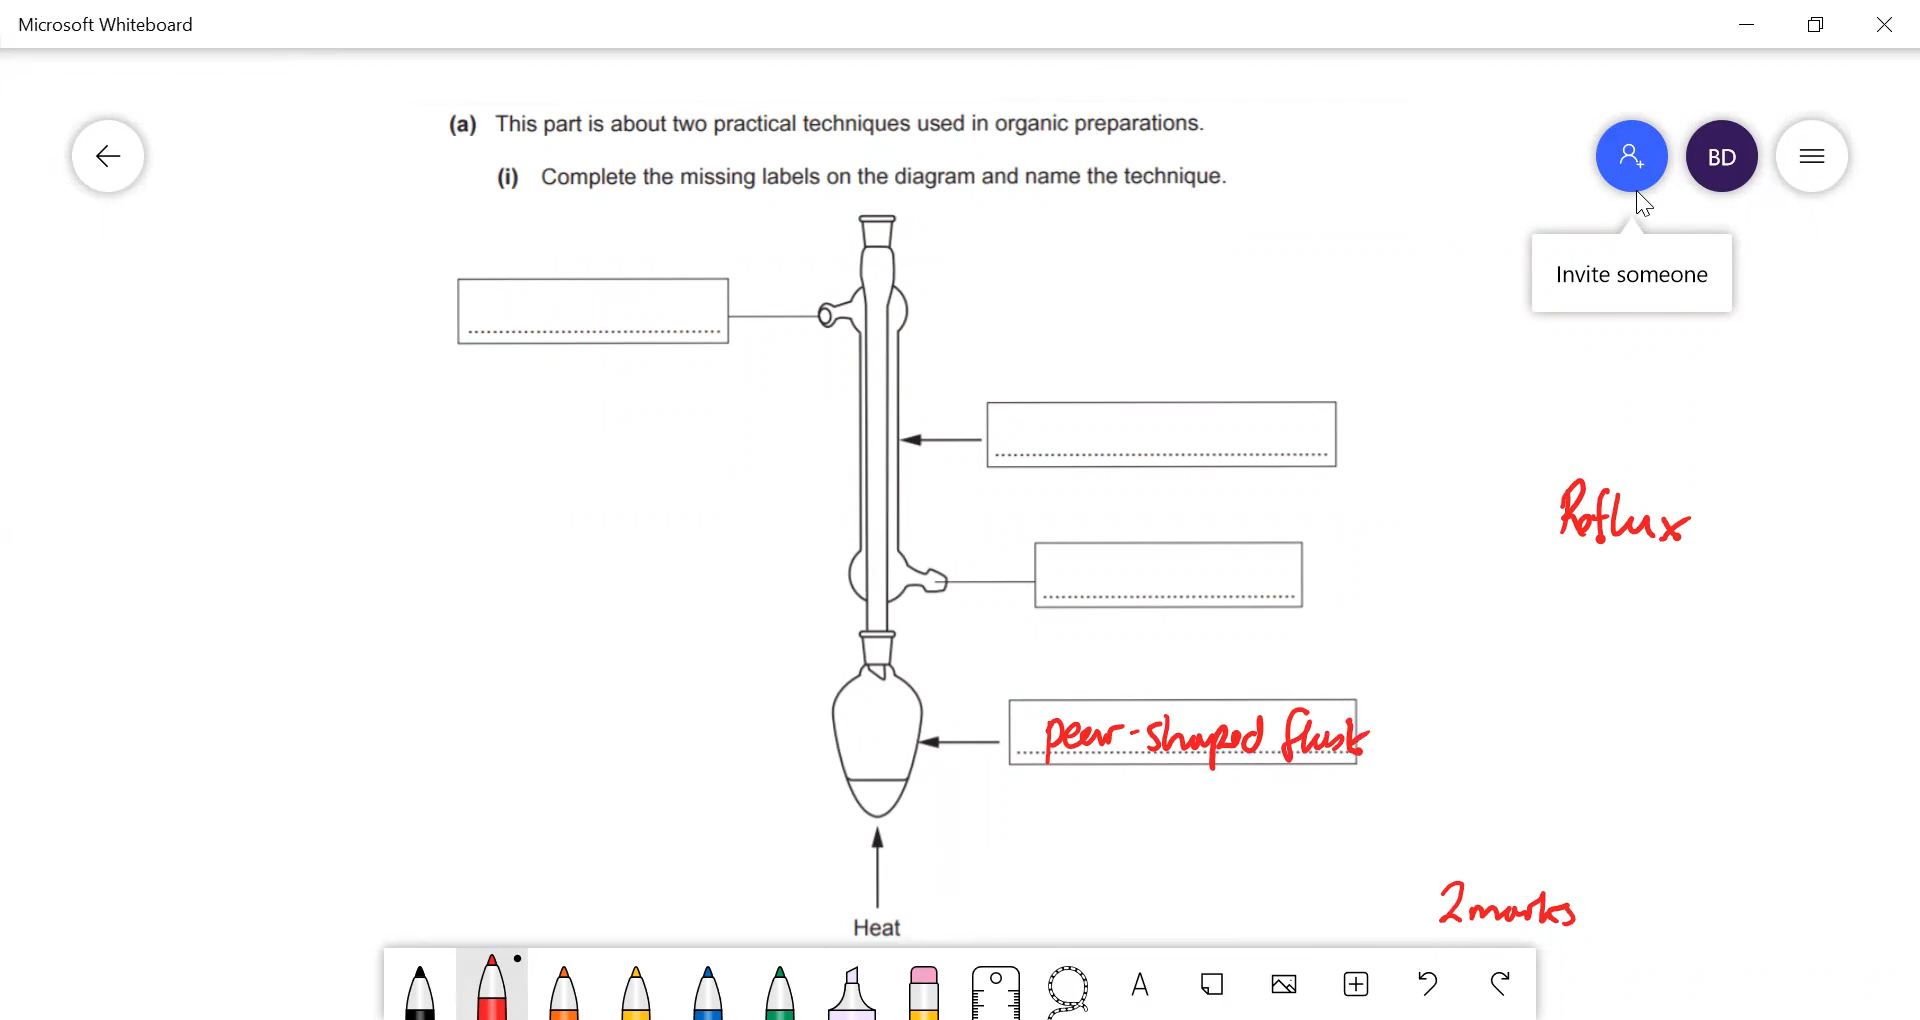 Microsoft Whiteboard
(a) This part is about two practical techniques used in organic preparations.
BD
(i) Complete the missing labels on the diagram and name the technique.
Invite someone
Reflux
pear-shaped flask
2 marks
Heat
A